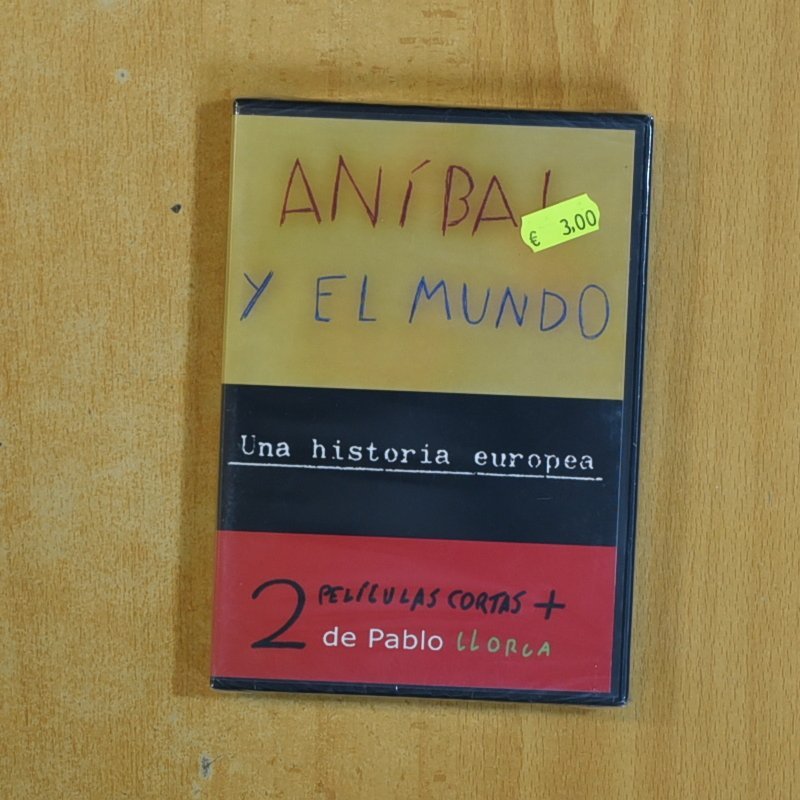 ANÍBAL
€ 3,00
Y EL MUNDO
Una historia europea
2 PELÍCULAS CORTAS +
de Pablo LLORCA